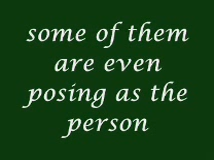 some of them
are even
posing as the
person